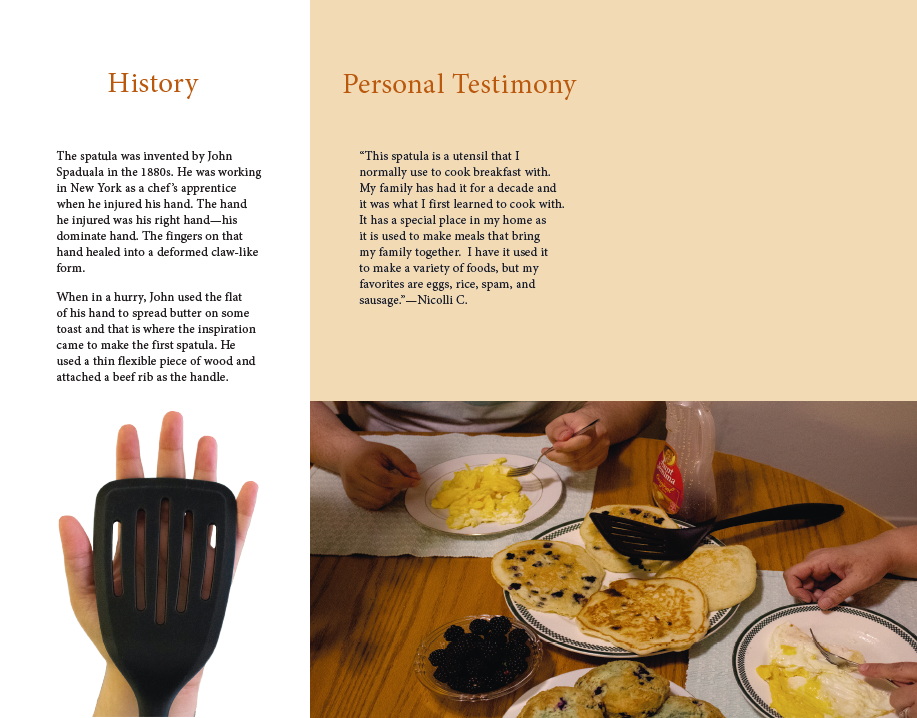 History
The spatula was invented by John
Spaduala in the 1880s. He was working
in New York as a chef’s apprentice
when he injured his hand. The hand
he injured was his right hand—his
dominate hand. The fingers on that
hand healed into a deformed claw-like
form.
When in a hurry, John used the flat
of his hand to spread butter on some
toast and that is where the inspiration
came to make the first spatula. He
used a thin flexible piece of wood and
attached a beef rib as the handle.
Personal Testimony
“This spatula is a utensil that I
normally use to cook breakfast with.
My family has had it for a decade and
it was what I first learned to cook with.
It has a special place in my home as
it is used to make meals that bring
my family together.  I have it used it
to make a variety of foods, but my
favorites are eggs, rice, spam, and
sausage.”—Nicolli C.